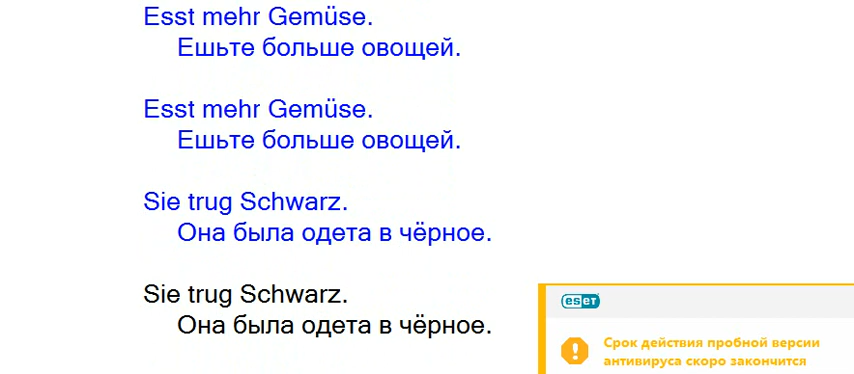 Esst mehr Gemüse.
Ешьте больше овощей.
Esst mehr Gemüse.
Ешьте больше овощей.
Sie trug Schwarz.
Она была одета в чёрное.
Sie trug Schwarz.
Она была одета в чёрное.
eset
Срок действия пробной версии
антивируса скоро закончится